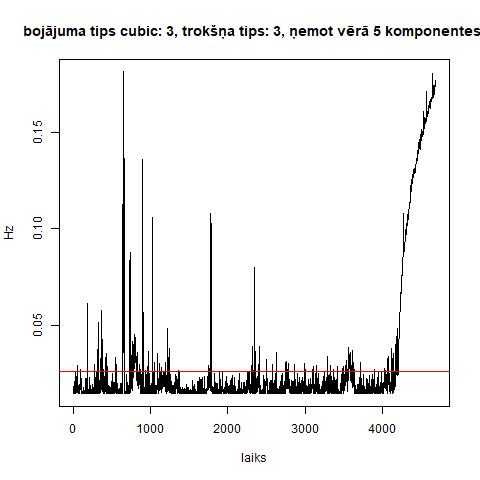 bojājuma tips cubic: 3, trokšņa tips: 3, ņemot vērā 5 komponentes
0.15
0.10
0.05
Hz
0 1000 2000 3000 4000
laiks